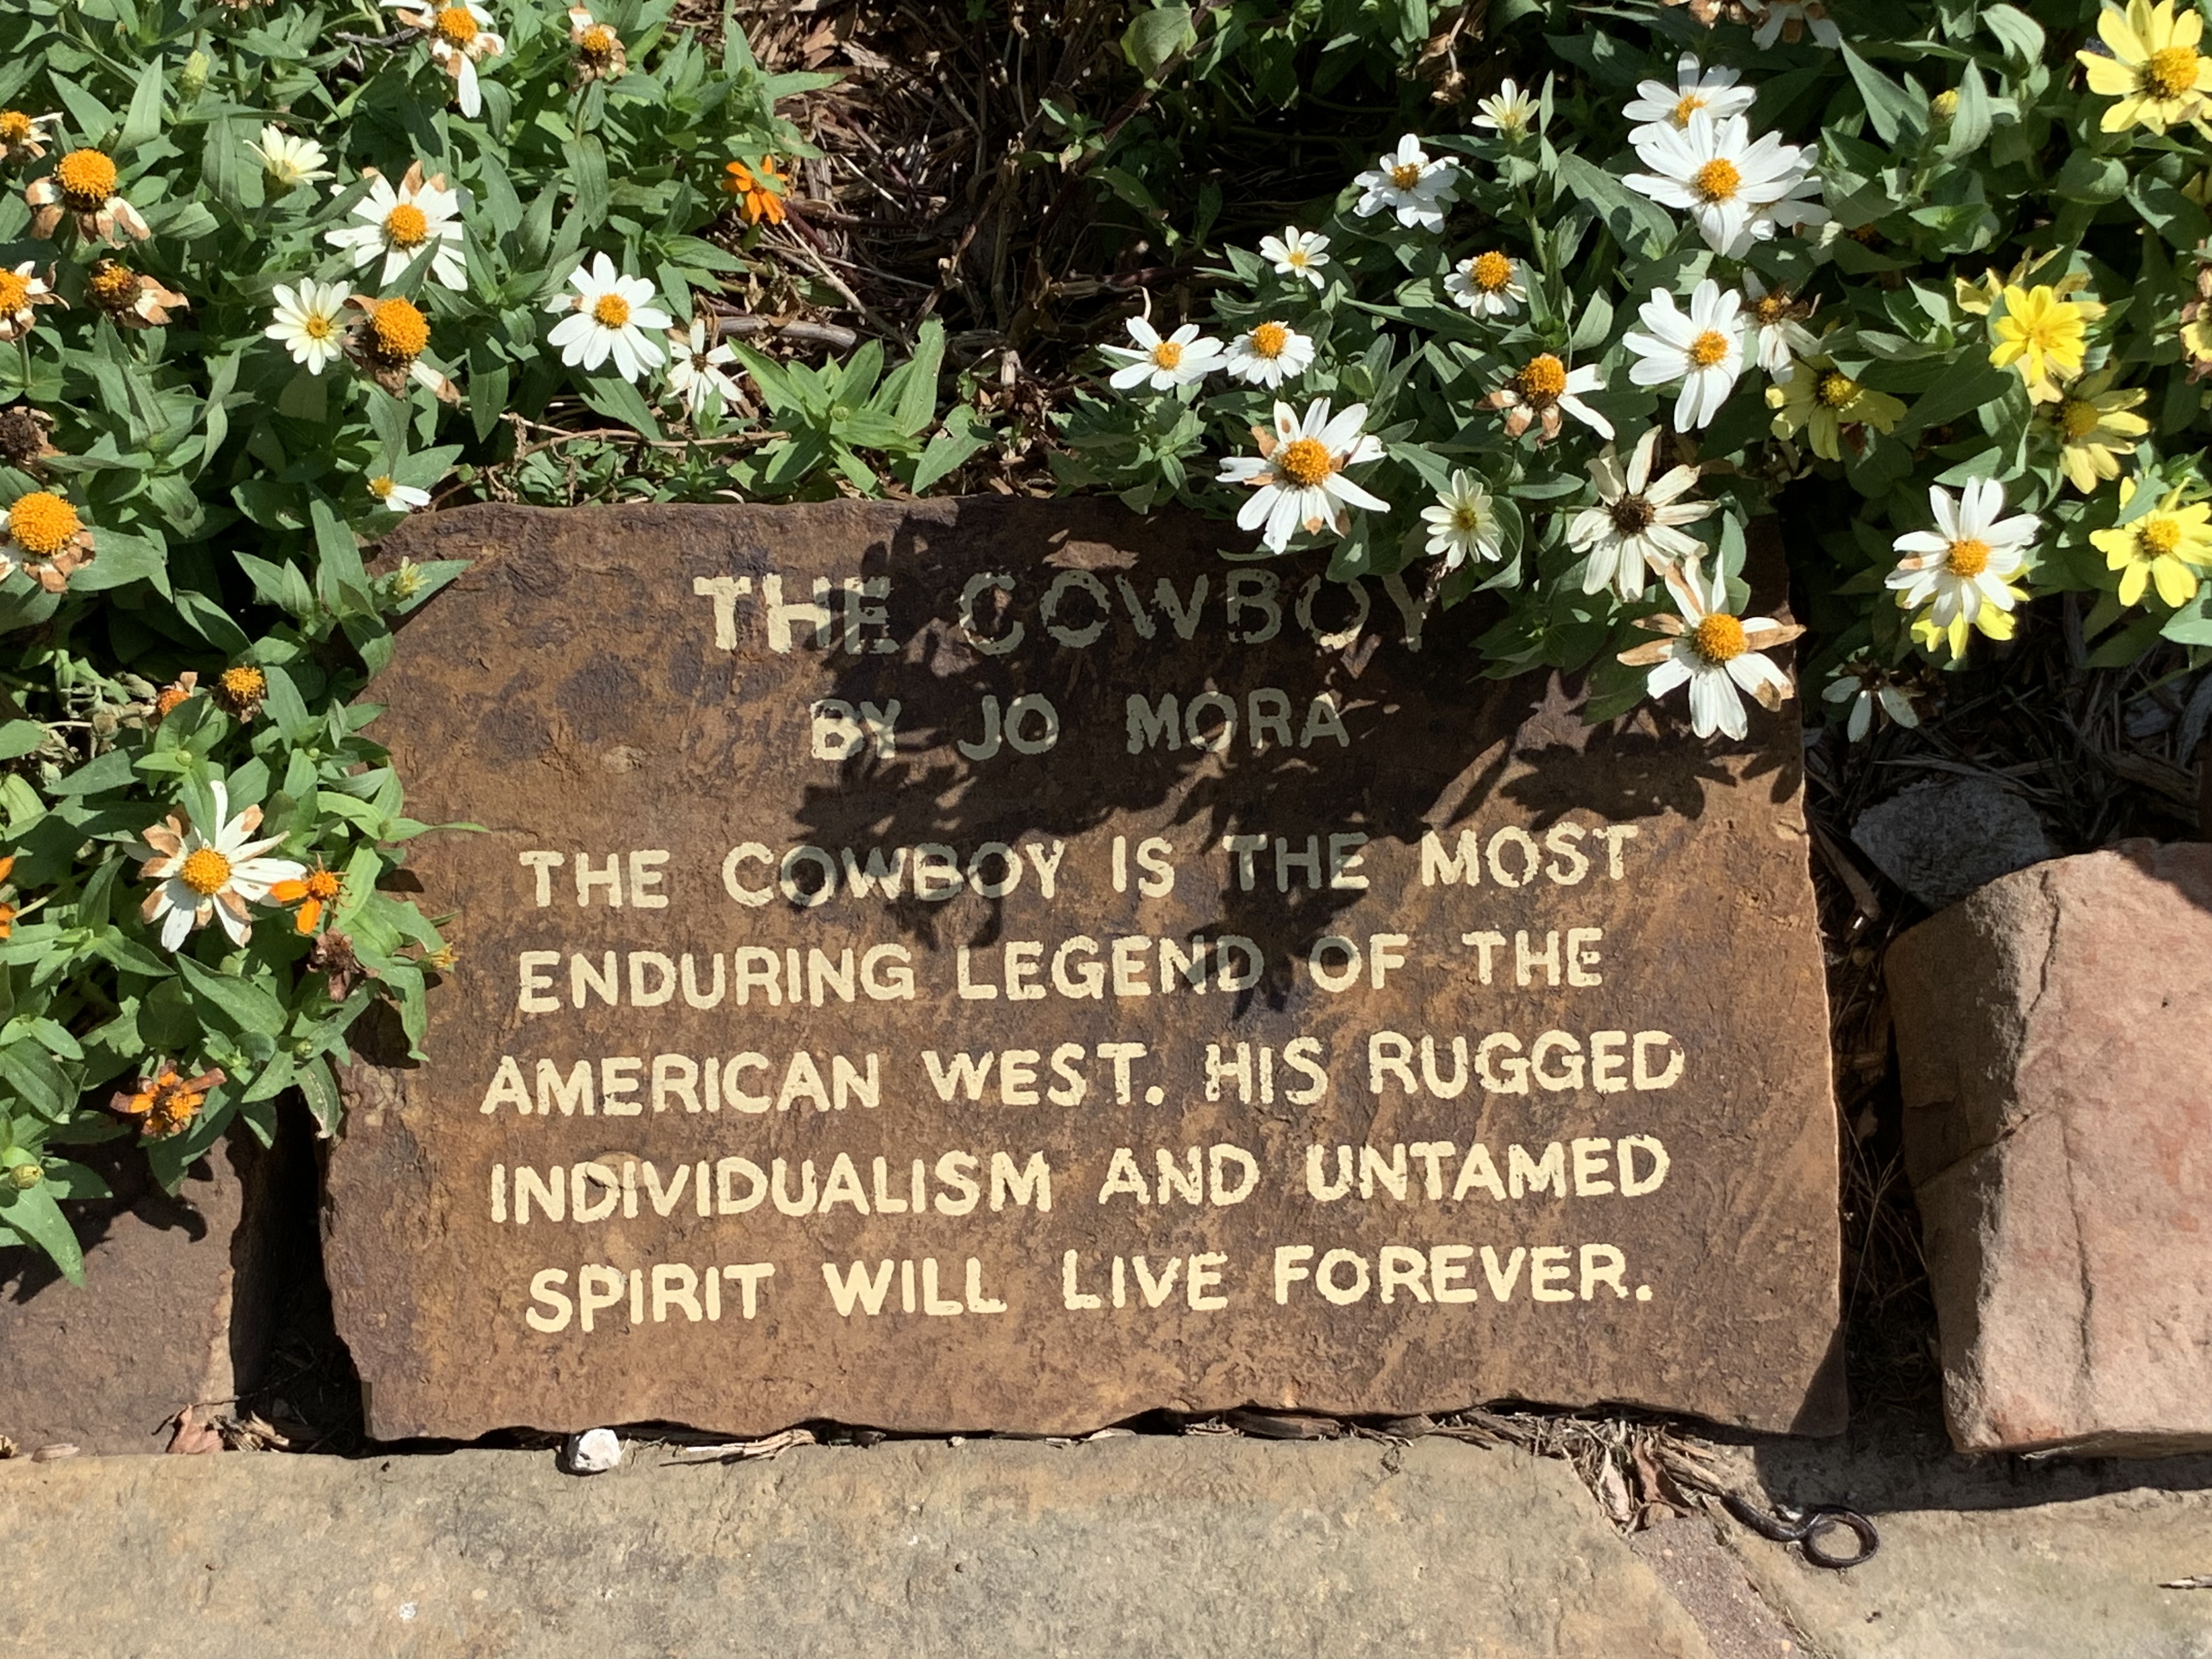 THE COWBOY
BY JO MORA
THE COWBOY IS THE MOST
ENDURING LEGEND OF THE
AMERICAN WEST. HIS RUGGED
INDIVIDUALISM AND UNTAMED
SPIRIT WILL LIVE FOREVER.